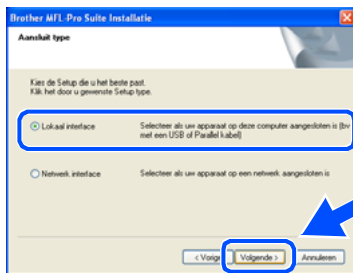 Brother MFL-Pro Suite Installatie
Aansluit type
Kies de Setup die u het beste past.
Klik het door u gewenste Setup type.
Lokaal interface
Selecteer als uw apparaat op deze computer aangesloten is (bv
met een USB of Parallel kabel)
Netwerk interface
Selecteer als uw apparaat op een netwerk aangesloten is
< Vorige
Volgende >
Annuleren